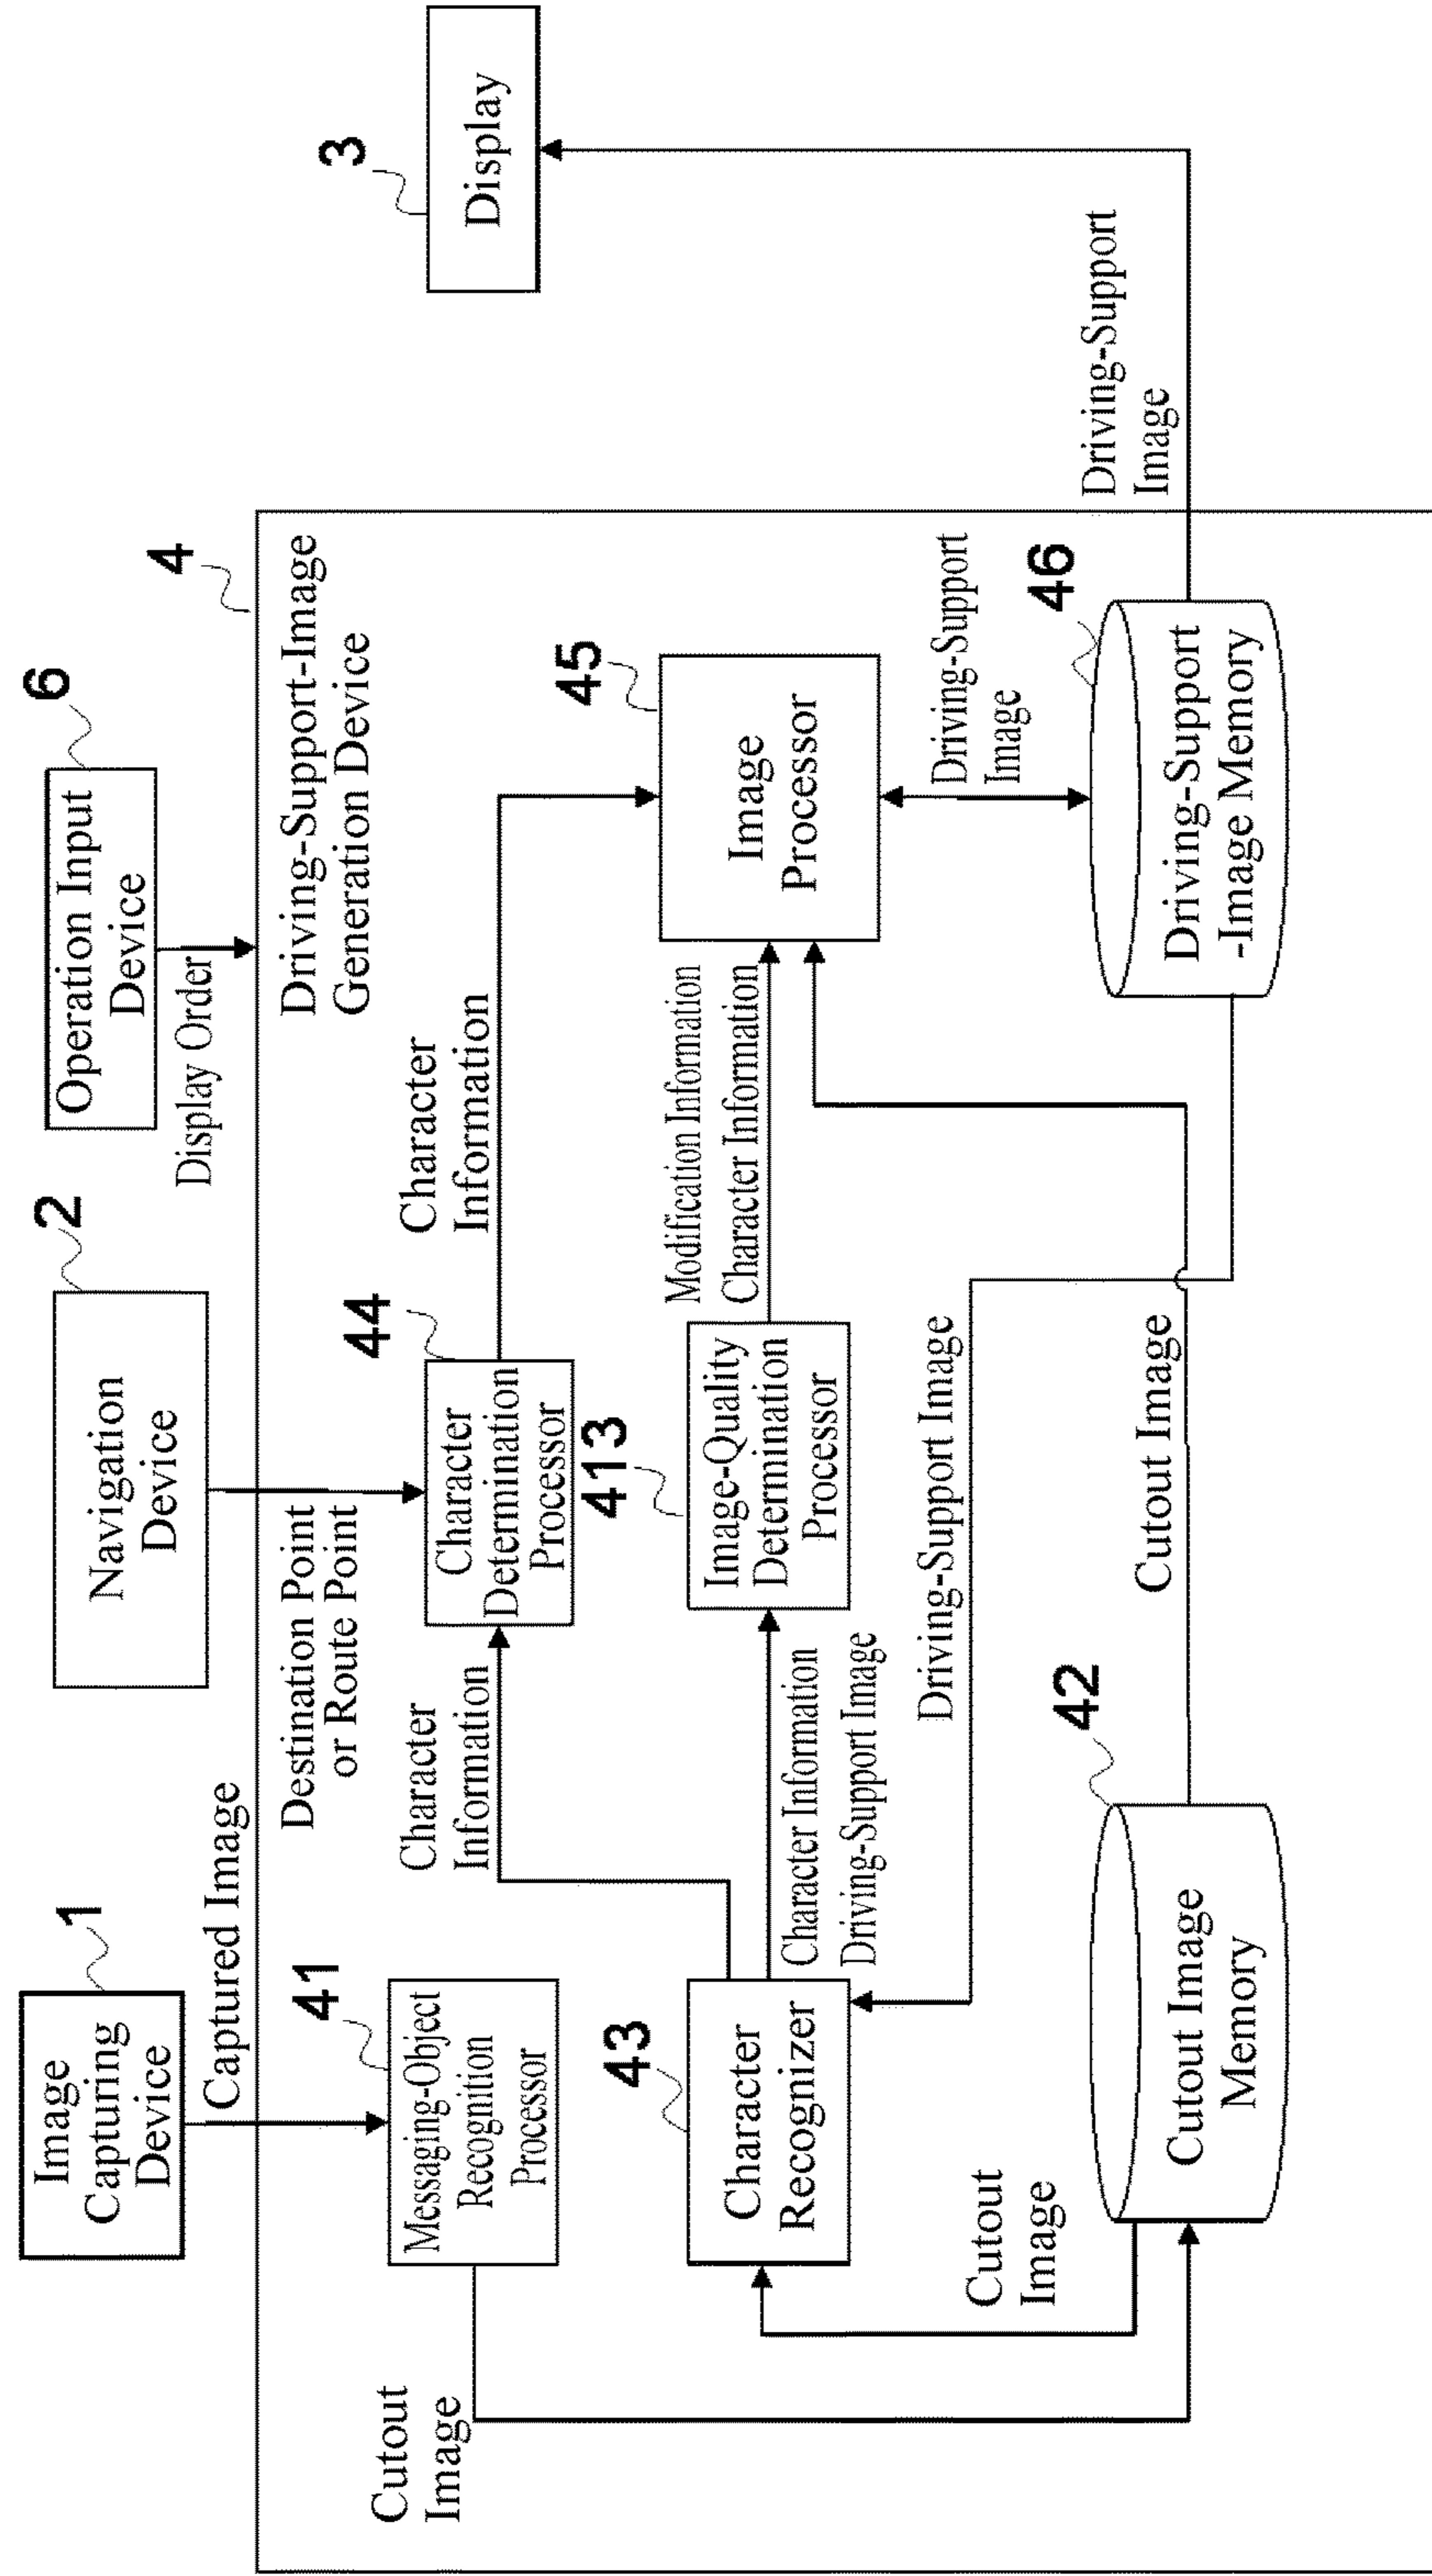 1
Image
Capturing
Device
Captured Image
2
Navigation
Device
Destination Point
or Route Point
6
Operation Input
Device
Display Order
3
Display
4
Driving-Support-Image
Generation Device
41
Messaging-Object
Recognition
Processor
Cutout
Image
Character
Information
44
Character
Determination
Processor
Character
Information
43
Character
Recognizer
Character Information
Driving-Support Image
413
Image-Quality
Determination
Processor
Modification Information
Character Information
45
Image
Processor
Driving-Support
Image
Driving-Support Image
Cutout
Image
42
Cutout Image
Memory
Cutout Image
46
Driving-Support
-Image Memory
Driving-Support
Image